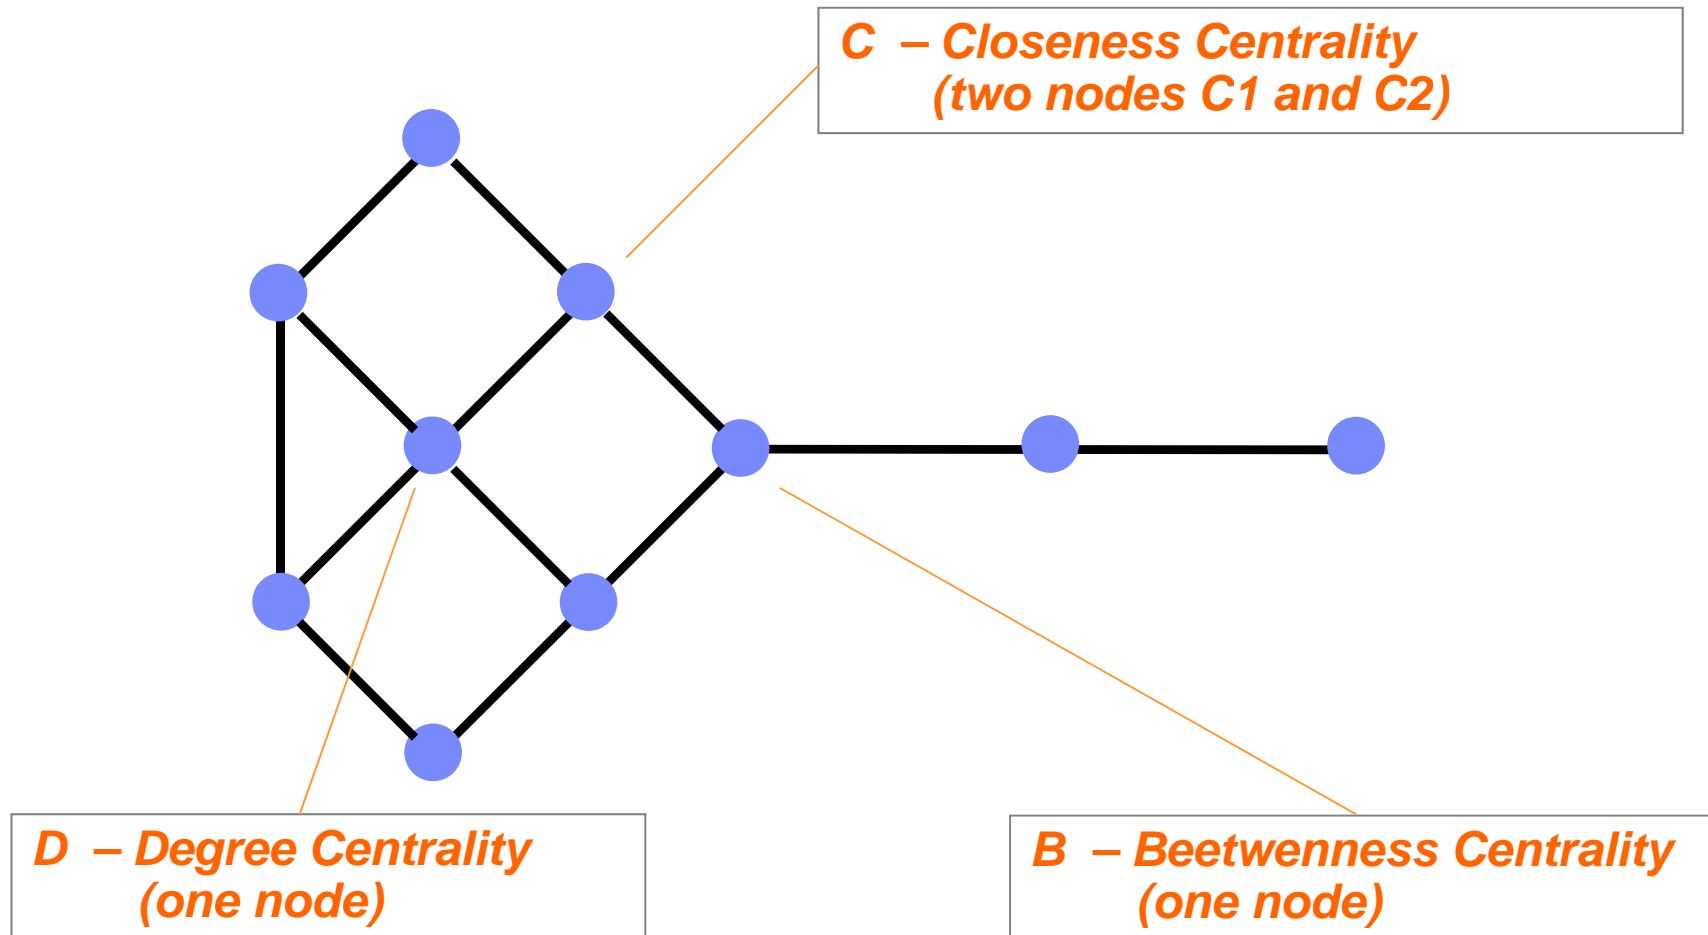 C – Closeness Centrality
(two nodes C1 and C2)
D – Degree Centrality
(one node)
B – Beetwenness Centrality
(one node)